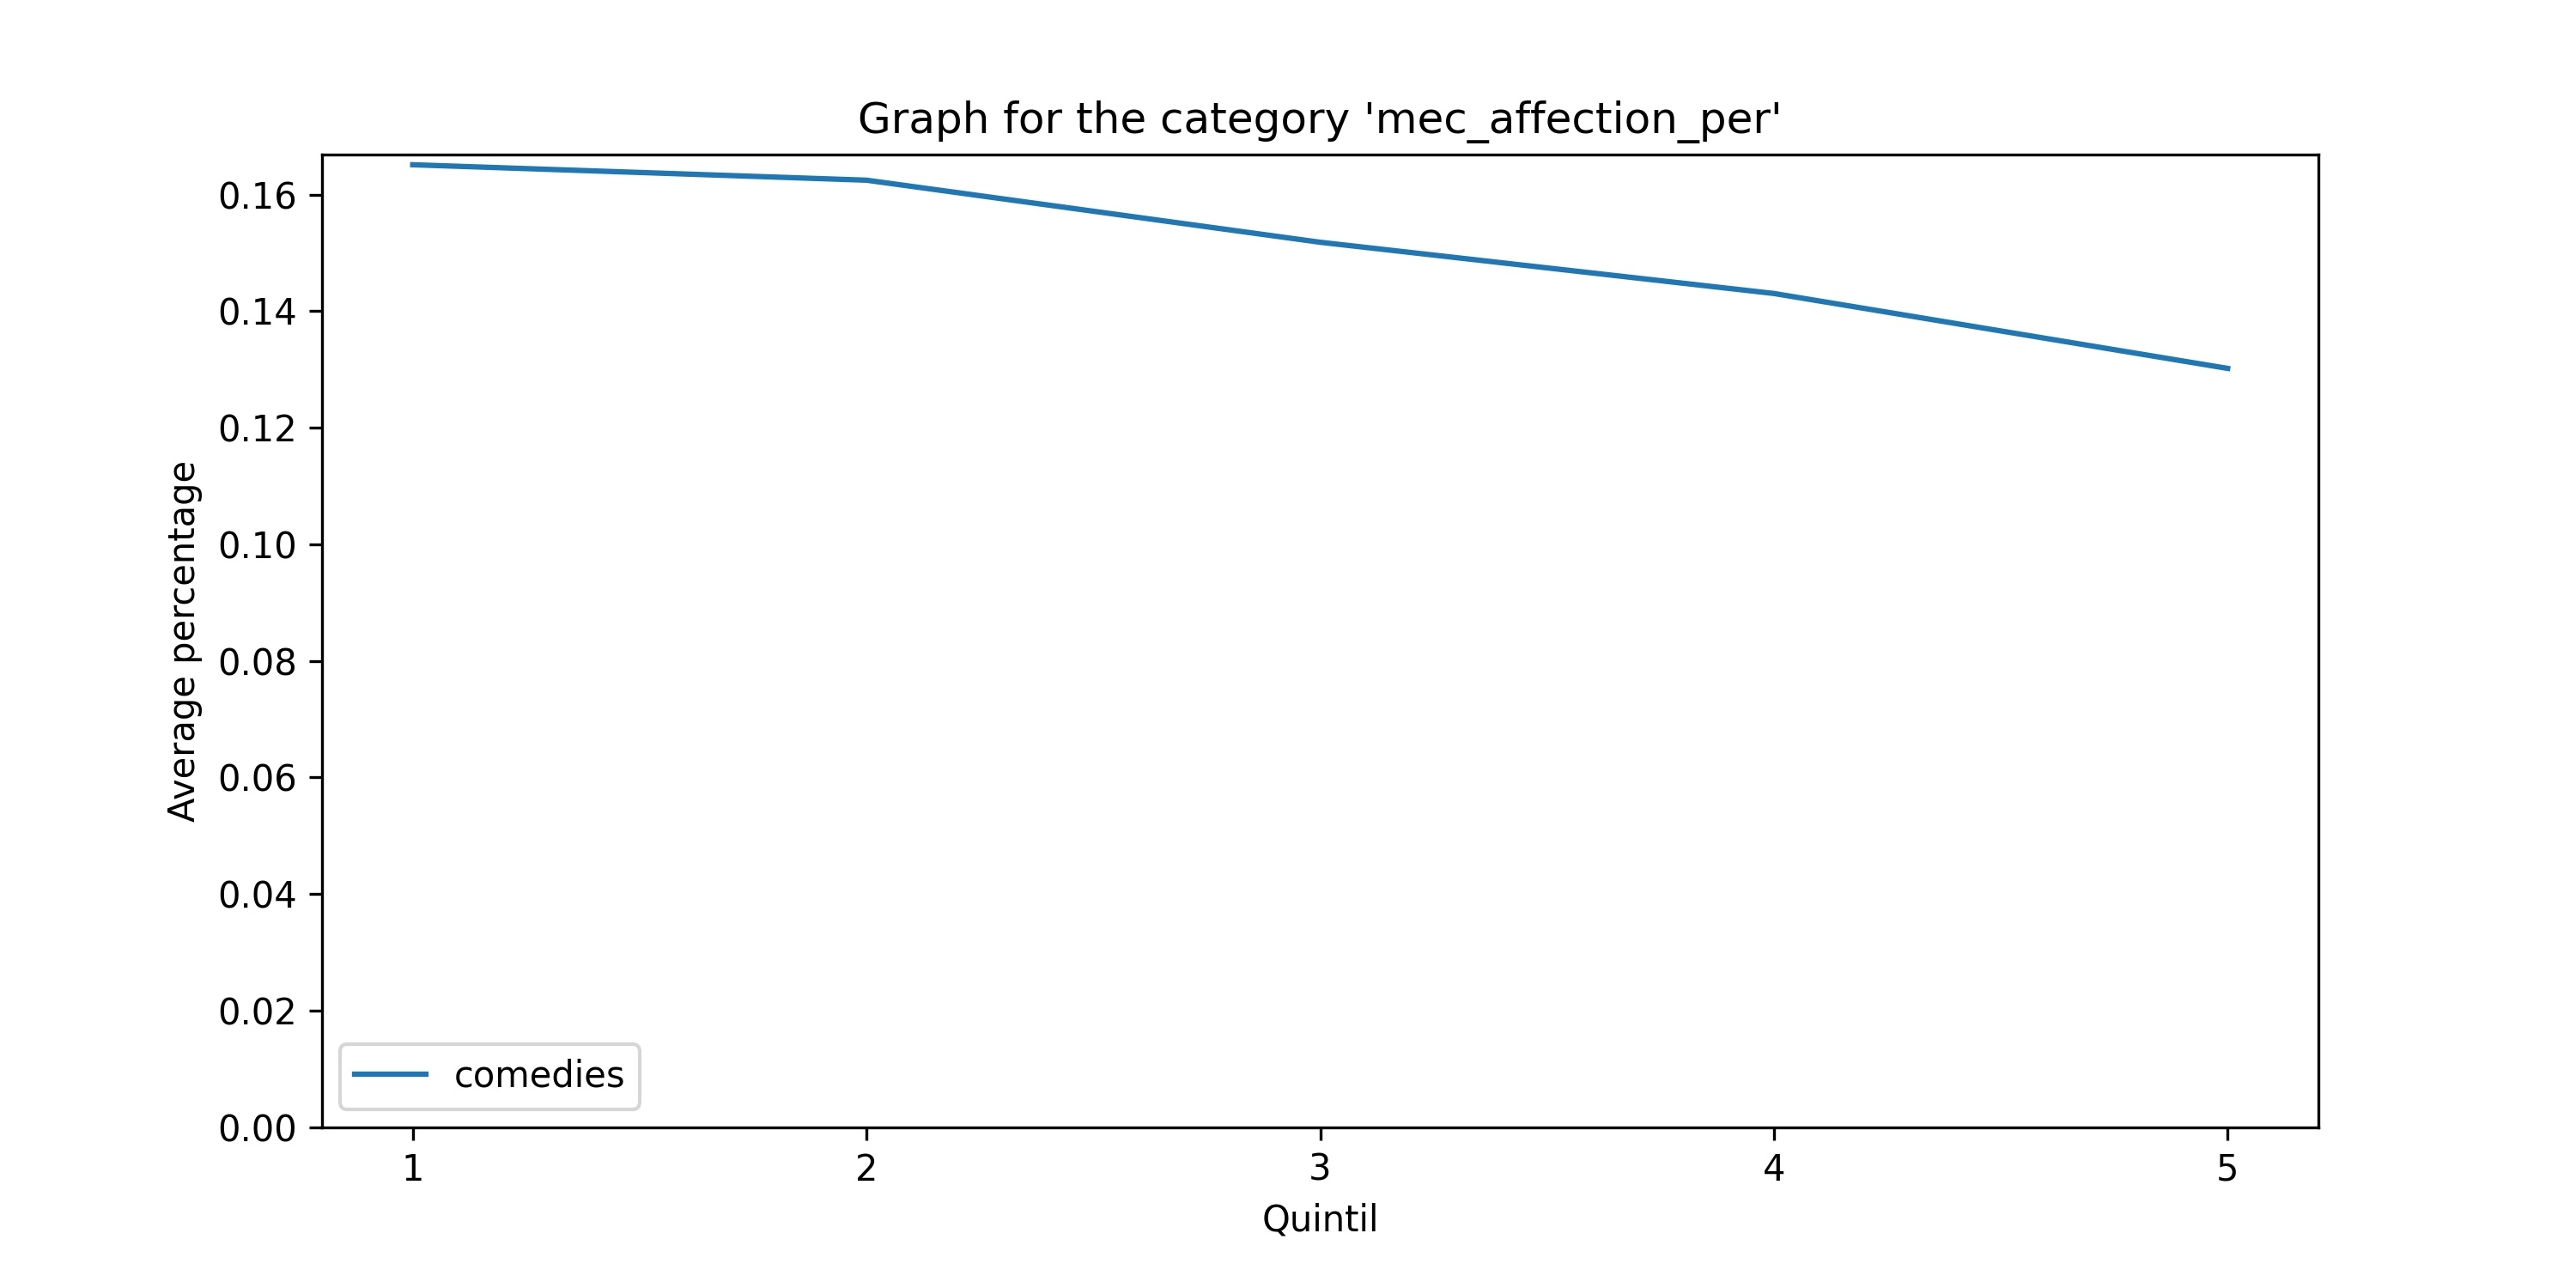 Graph for the category 'mec_affection_per'
Average percentage
0.16
0.14
0.12
0.10
0.08
0.06
0.04
0.02
0.00
comedies
1 2 3 4 5
Quintil